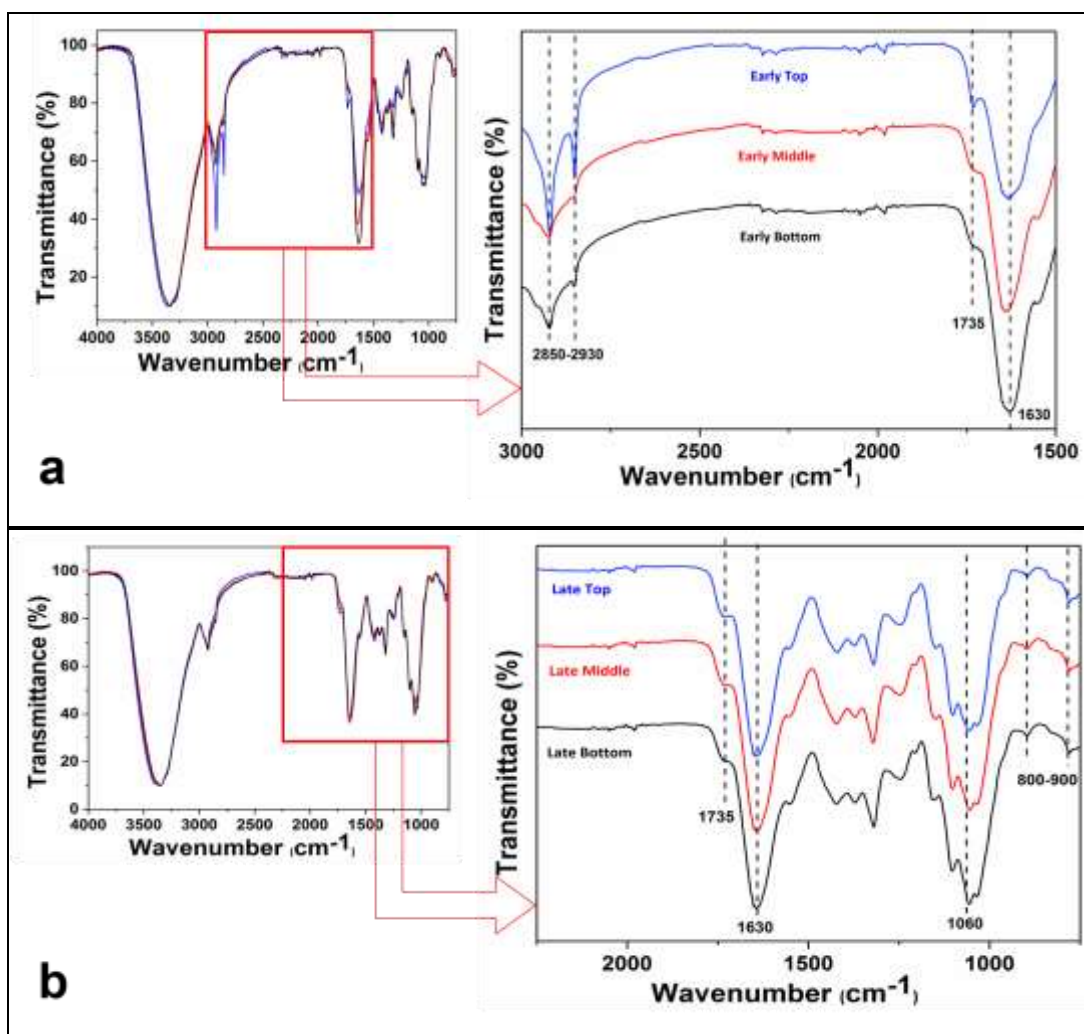 100
80
60
40
20
4000 3500 3000 2500 2000 1500 1000
Transmittance (%)
Wavenumber (cm-1)
Early Top
Early Middle
Early Bottom
2850-2930
1735
1630
3000 2500 2000 1500
Transmittance (%)
Wavenumber (cm-1)
a
100
80
60
40
20
0
4000 3500 3000 2500 2000 1500 1000
Transmittance (%)
Wavenumber (cm-1)
Late Top
Late Middle
Late Bottom
1735
1630
1060
800-900
2000 1500 1000
Transmittance (%)
Wavenumber (cm-1)
b